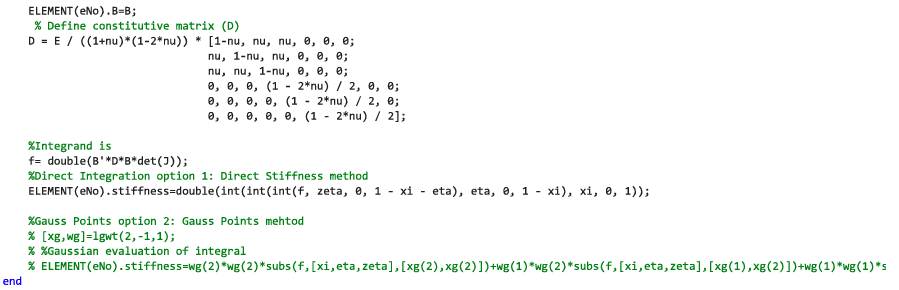 ELEMENT(eNo).B=B;
% Define constitutive matrix (D)
D = E / ((1+nu)*(1-2*nu)) * [1-nu, nu, nu, 0, 0, 0;
nu, 1-nu, nu, 0, 0, 0;
nu, nu, 1-nu, 0, 0, 0;
0, 0, 0, (1 - 2*nu) / 2, 0, 0;
0, 0, 0, 0, (1 - 2*nu) / 2, 0;
0, 0, 0, 0, 0, (1 - 2*nu) / 2];
%Integrand is
f= double(B'*D*B*det(J));
%Direct Integration option 1: Direct Stiffness method
ELEMENT(eNo).stiffness=double(int(int(int(f, zeta, 0, 1 - xi - eta), eta, 0, 1 - xi), xi, 0, 1));
%Gauss Points option 2: Gauss Points mehtod
% [xg,wg]=lgwt(2,-1,1);
% %Gaussian evaluation of integral
% ELEMENT(eNo).stiffness=wg(2)*wg(2)*subs(f,[xi,eta,zeta],[xg(2),xg(2)])+wg(1)*wg(2)*subs(f,[xi,eta,zeta],[xg(1),xg(2)])+wg(1)*wg(1)*s
end